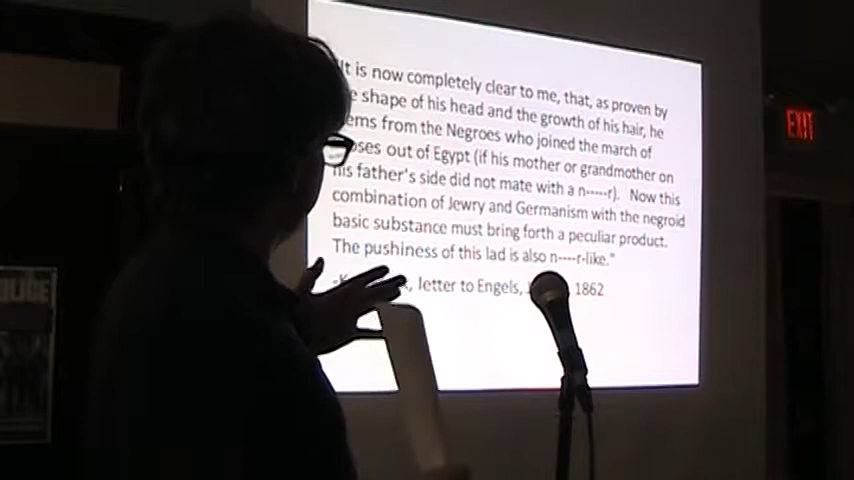 It is now completely clear to me, that, as proven by
shape of his head and the growth of his hair, he
from the Negroes who joined the march of
out of Egypt (if his mother or grandmother on
his father's side did not mate with a n-----r). Now this
combination of Jewry and Germanism with the negroid
basic substance must bring forth a peculiar product.
The pushiness of this lad is also n----r-like."
letter to Engels, 1862
EXIT
POLICE